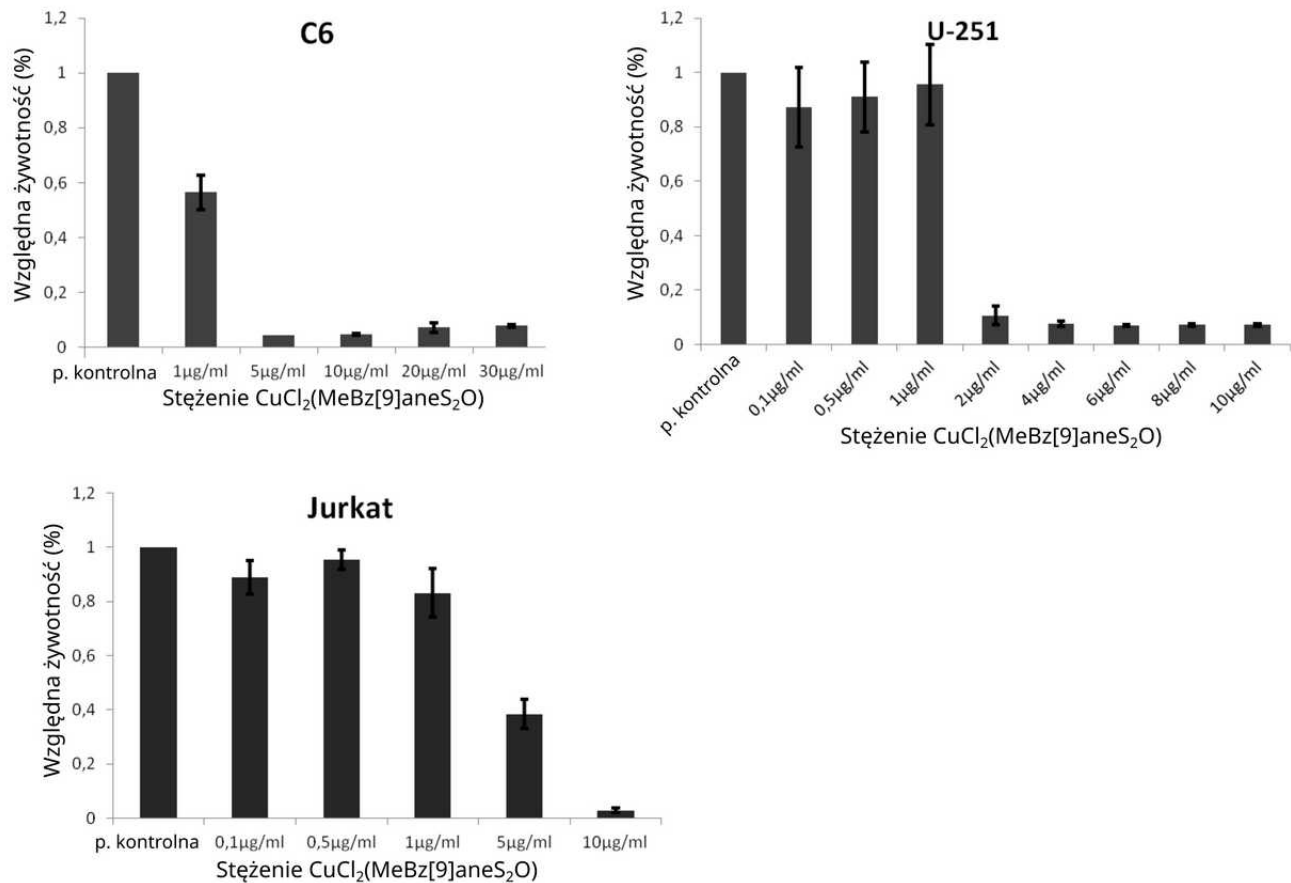 C6
Względna żywotność (%)
1,2
1
0,8
0,6
0,4
0,2
0
p. kontrolna 1µg/ml 5µg/ml 10µg/ml 20µg/ml 30µg/ml
Stężenie CuCl₂(MeBz[9]aneS₂O)
U-251
Względna żywotność (%)
1,2
1
0,8
0,6
0,4
0,2
0
p. kontrolna 0,1µg/ml 0,5µg/ml 1µg/ml 2µg/ml 4µg/ml 6µg/ml 8µg/ml 10µg/ml
Stężenie CuCl₂(MeBz[9]aneS₂O)
Jurkat
Względna żywotność (%)
1,2
1
0,8
0,6
0,4
0,2
0
p. kontrolna 0,1µg/ml 0,5µg/ml 1µg/ml 5µg/ml 10µg/ml
Stężenie CuCl₂(MeBz[9]aneS₂O)